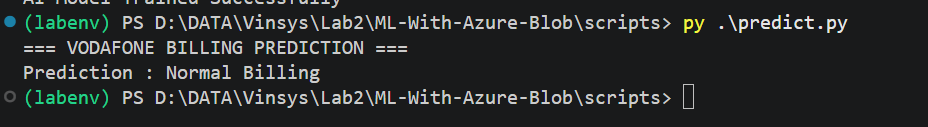 AI Model Trained Successfully
(labenv) PS D:\DATA\Vinsys\Lab2\ML-With-Azure-Blob\scripts> py .\predict.py
=== VODAFONE BILLING PREDICTION ===
Prediction : Normal Billing
(labenv) PS D:\DATA\Vinsys\Lab2\ML-With-Azure-Blob\scripts>